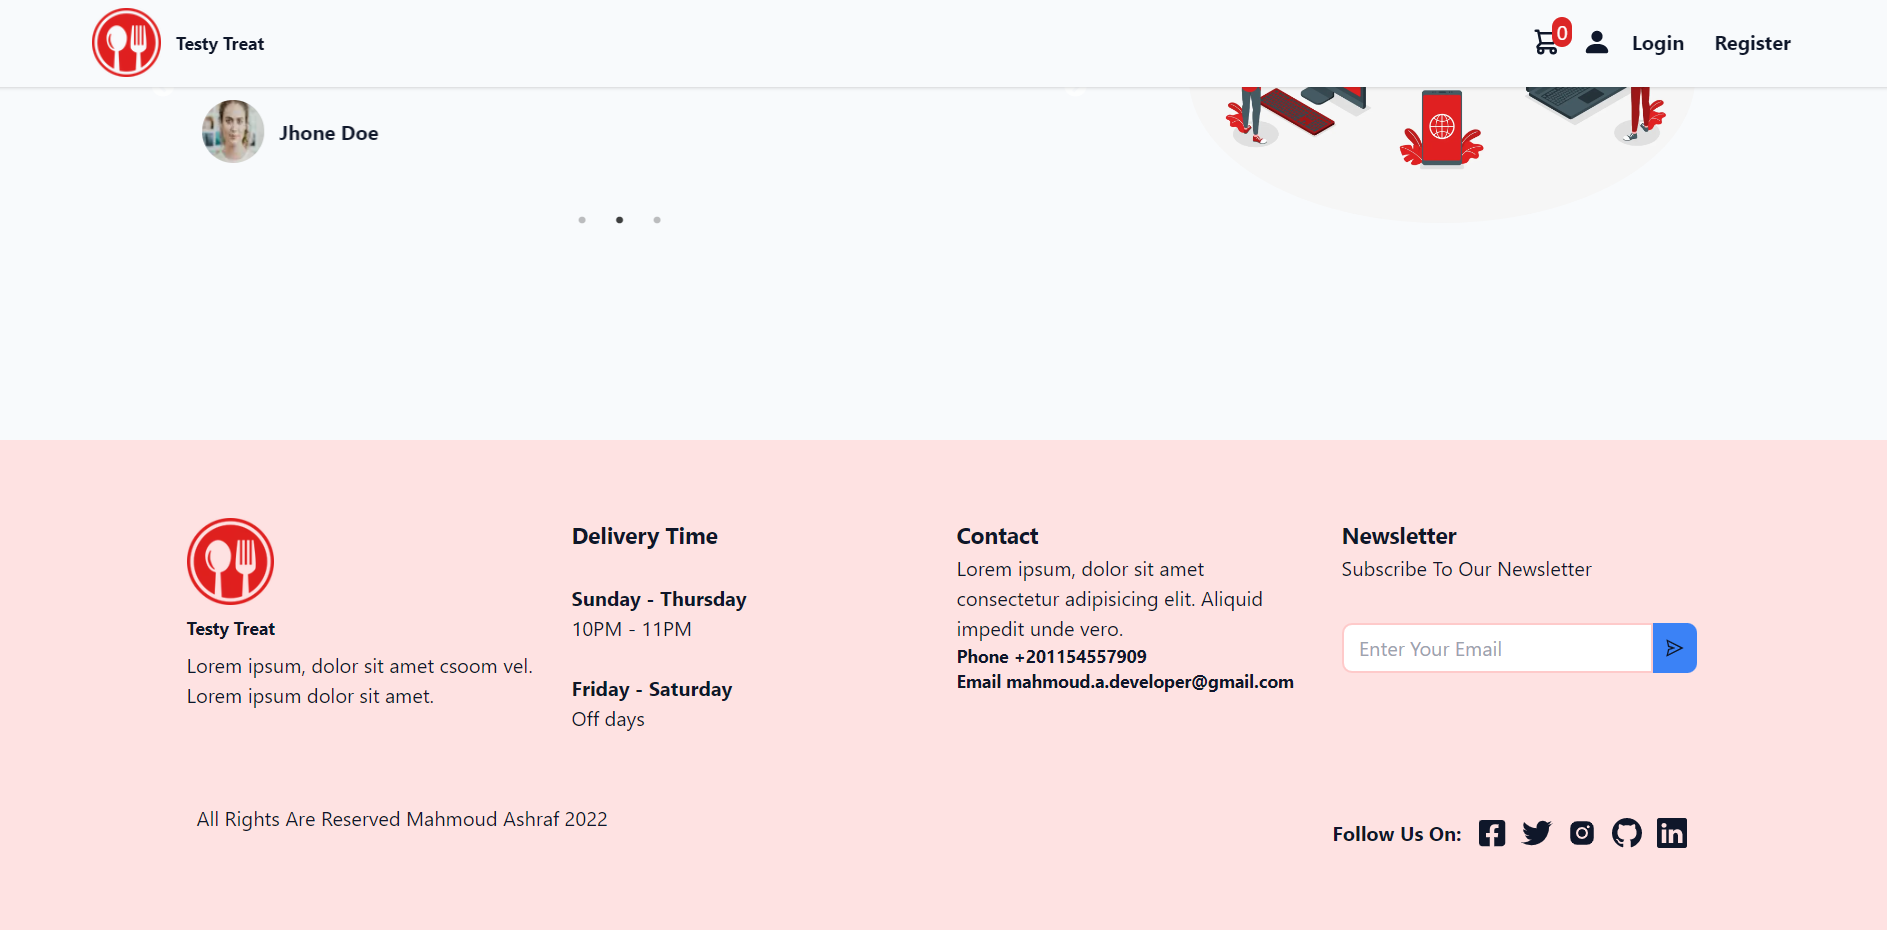 Testy Treat
0
Login
Register
Jhone Doe
Testy Treat
Lorem ipsum, dolor sit amet csoom vel.
Lorem ipsum dolor sit amet.
Delivery Time
Sunday - Thursday
10PM - 11PM
Friday - Saturday
Off days
Contact
Lorem ipsum, dolor sit amet
consectetur adipisicing elit. Aliquid
impedit unde vero.
Phone +201154557909
Email mahmoud.a.developer@gmail.com
Newsletter
Subscribe To Our Newsletter
Enter Your Email
All Rights Are Reserved Mahmoud Ashraf 2022
Follow Us On: